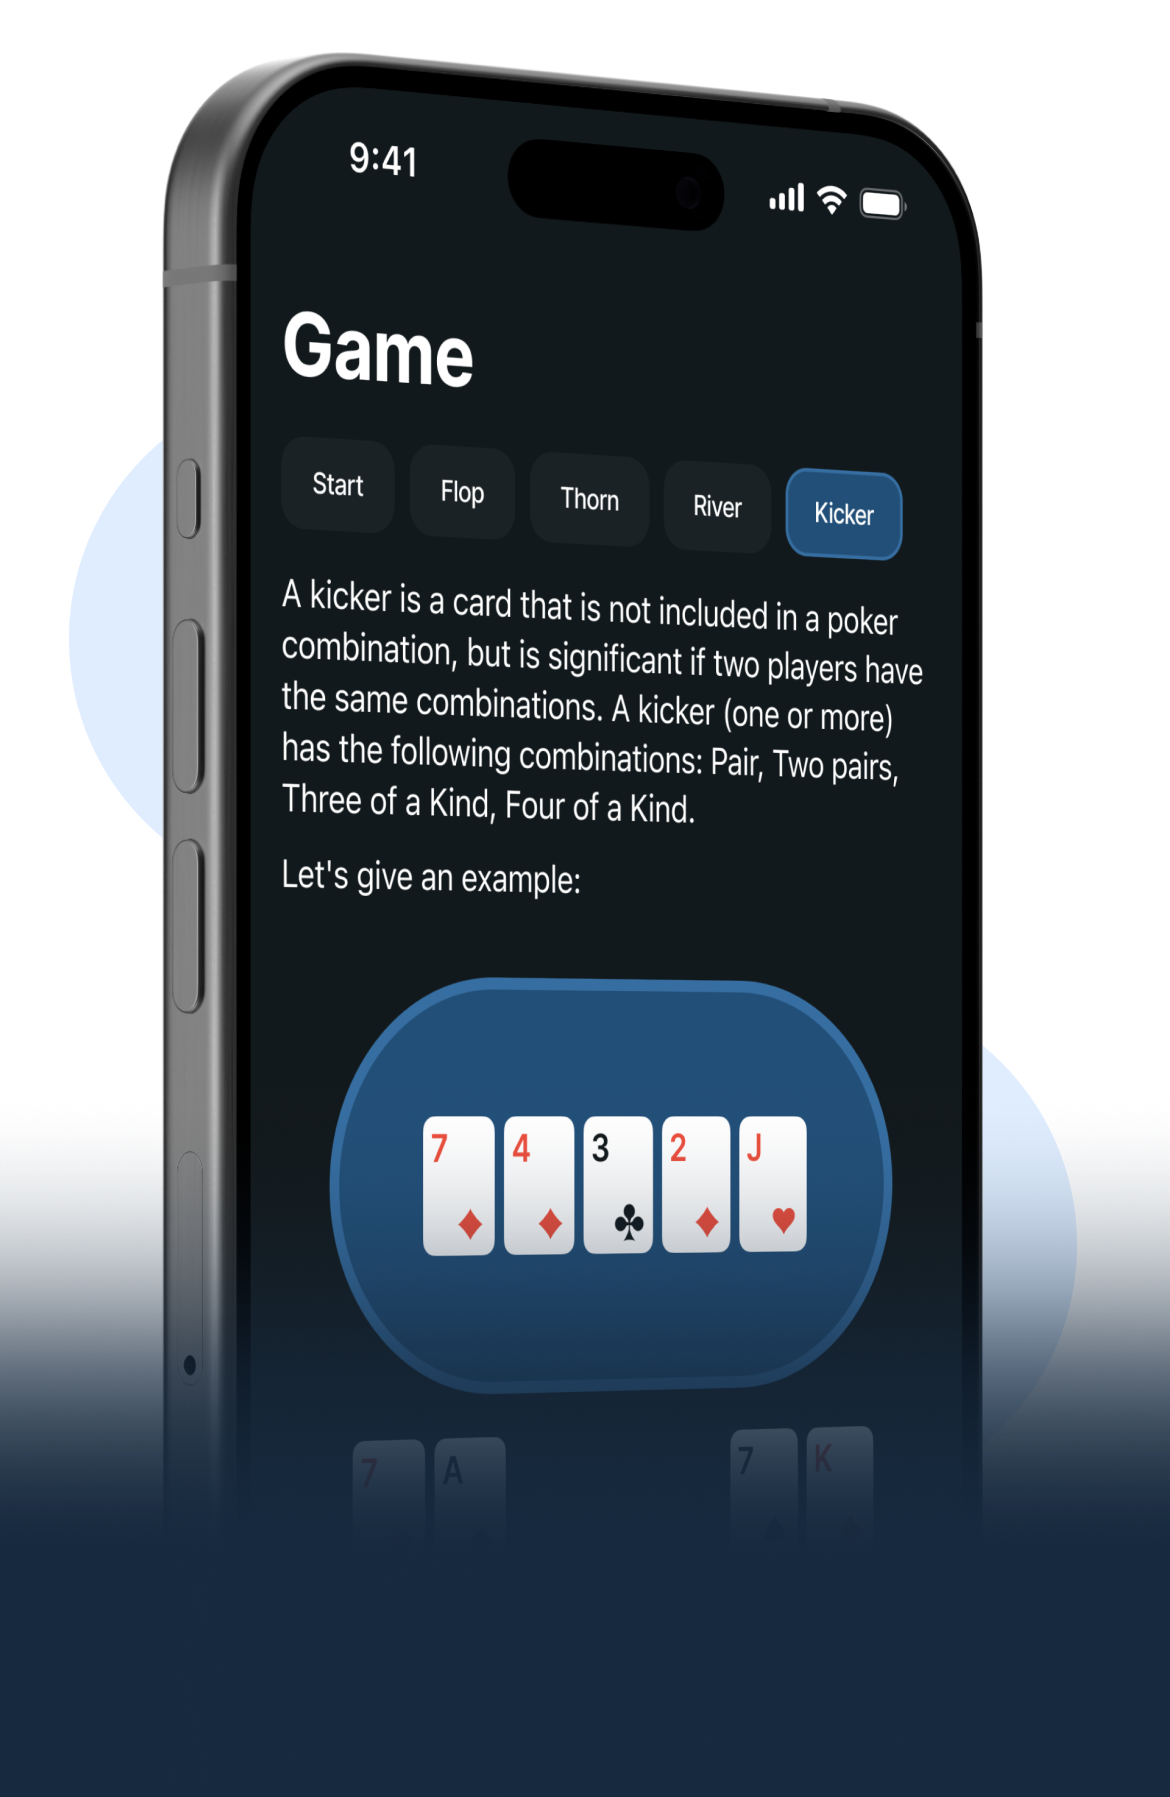 9:41
Game
Start Flop Thorn River Kicker
A kicker is a card that is not included in a poker
combination, but is significant if two players have
the same combinations. A kicker (one or more)
has the following combinations: Pair, Two pairs,
Three of a Kind, Four of a Kind.
Let's give an example:
7 4 3 2 J
7 A 7 K